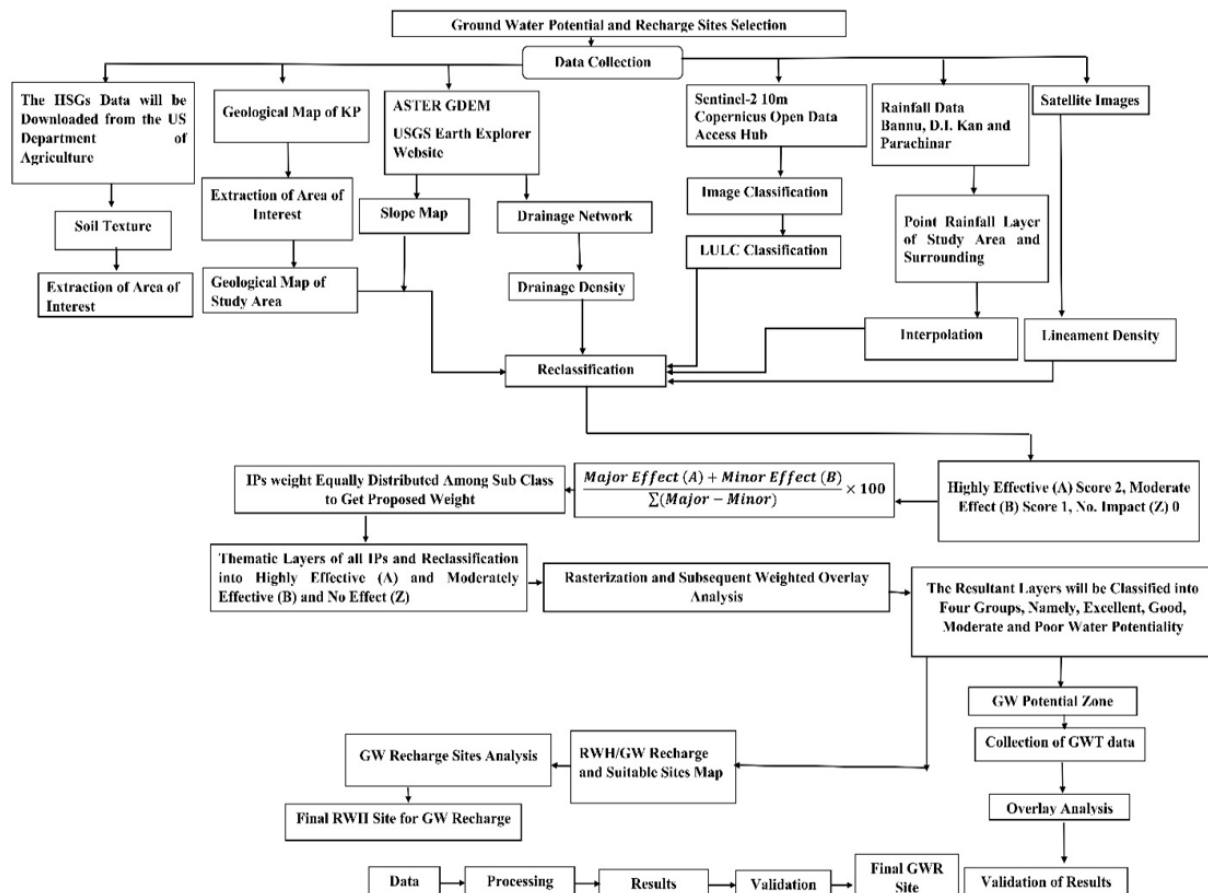 Ground Water Potential and Recharge Sites Selection
Data Collection
The HSGs Data will be
Downloaded from the US
Department of
Agriculture
Geological Map of KP
ASTER GDEM
USGS Earth Explorer
Website
Sentinel-2 10m
Copernicus Open Data
Access Hub
Rainfall Data
Bannu, D.I. Kan and
Parachinar
Satellite Images
Soil Texture
Extraction of Area of
Interest
Slope Map
Drainage Network
Image Classification
Point Rainfall Layer
of Study Area and
Surrounding
Extraction of Area of
Interest
Geological Map of
Study Area
Drainage Density
LULC Classification
Interpolation
Lineament Density
Reclassification
IPs weight Equally Distributed Among Sub Class
to Get Proposed Weight
Major Effect (A) + Minor Effect (B)
∑(Major − Minor)
× 100
Highly Effective (A) Score 2, Moderate
Effect (B) Score 1, No. Impact (Z) 0
Thematic Layers of all IPs and Reclassification
into Highly Effective (A) and Moderately
Effective (B) and No Effect (Z)
Rasterization and Subsequent Weighted Overlay
Analysis
The Resultant Layers will be Classified into
Four Groups, Namely, Excellent, Good,
Moderate and Poor Water Potentiality
GW Potential Zone
Collection of GWT data
GW Recharge Sites Analysis
RWH/GW Recharge
and Suitable Sites Map
Final RWH Site for GW Recharge
Overlay Analysis
Data
Processing
Results
Validation
Final GWR
Site
Validation of Results